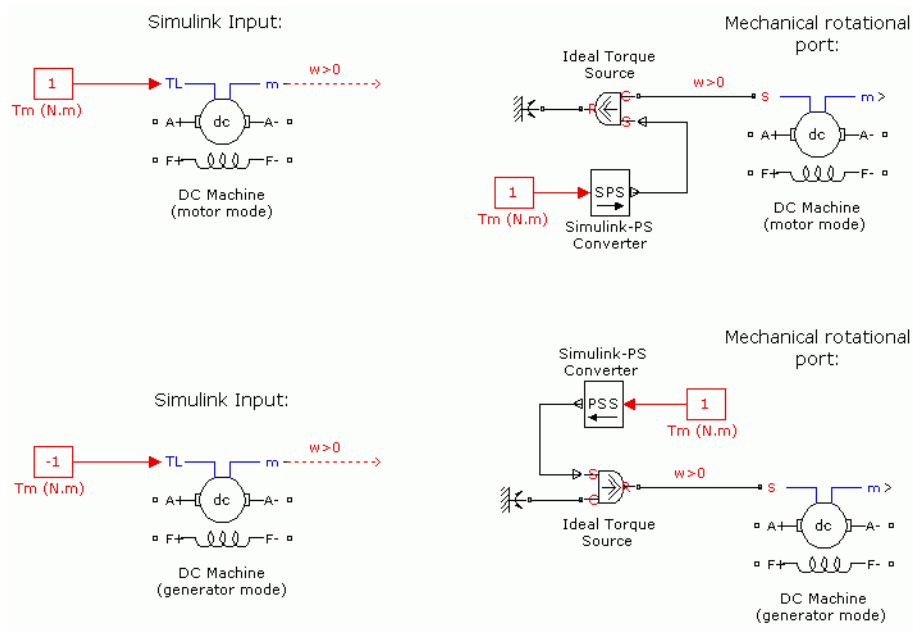 Simulink Input:
1
Tm (N.m)
TL
m
w>0
A+
dc
A-
F+
F-
DC Machine
(motor mode)
Mechanical rotational
port:
Ideal Torque
Source
R
C
S
w>0
S
m
A+
dc
A-
F+
F-
DC Machine
(motor mode)
1
Tm (N.m)
SPS
Simulink-PS
Converter
Simulink Input:
-1
Tm (N.m)
TL
m
w>0
A+
dc
A-
F+
F-
DC Machine
(generator mode)
Mechanical rotational
port:
Simulink-PS
Converter
PSS
1
Tm (N.m)
S
C
R
Ideal Torque
Source
w>0
S
m
A+
dc
A-
F+
F-
DC Machine
(generator mode)